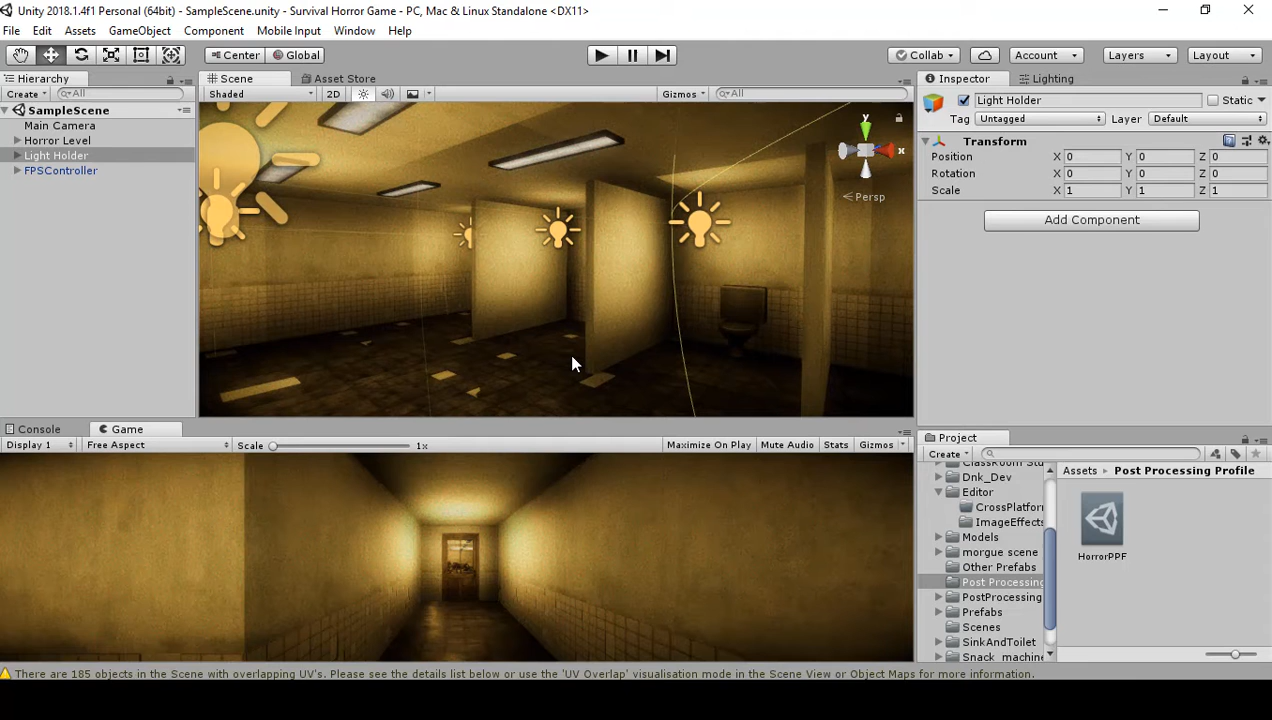 Unity 2018.1.4f1 Personal (64bit) - SampleScene.unity - Survival Horror Game - PC, Mac & Linux Standalone <DX11>
File Edit Assets GameObject Component Mobile Input Window Help
Center Global Collab Account Layers Layout
Hierarchy Scene Asset Store Inspector Lighting
Create All Shaded 2D Gizmos All Light Holder Static
SampleScene
Main Camera
Horror Level
Light Holder
FPSController
y
x
Persp
Tag Untagged Layer Default
Transform
Position X 0 Y 0 Z 0
Rotation X 0 Y 0 Z 0
Scale X 1 Y 1 Z 1
Add Component
Console Game
Display 1 Free Aspect Scale 1x Maximize On Play Mute Audio Stats Gizmos
Project
Create
Assets Post Processing Profile
ClassRoom Stu
Dnk_Dev
Editor
CrossPlatfor
ImageEffects
Models
morgue scene
Other Prefabs
Post Processing
PostProcessing
Prefabs
Scenes
SinkAndToilet
Snack_machine
HorrorPPF
There are 185 objects in the Scene with overlapping UV's. Please see the details list below or use the 'UV Overlap' visualisation mode in the Scene View or Object Maps for more information.